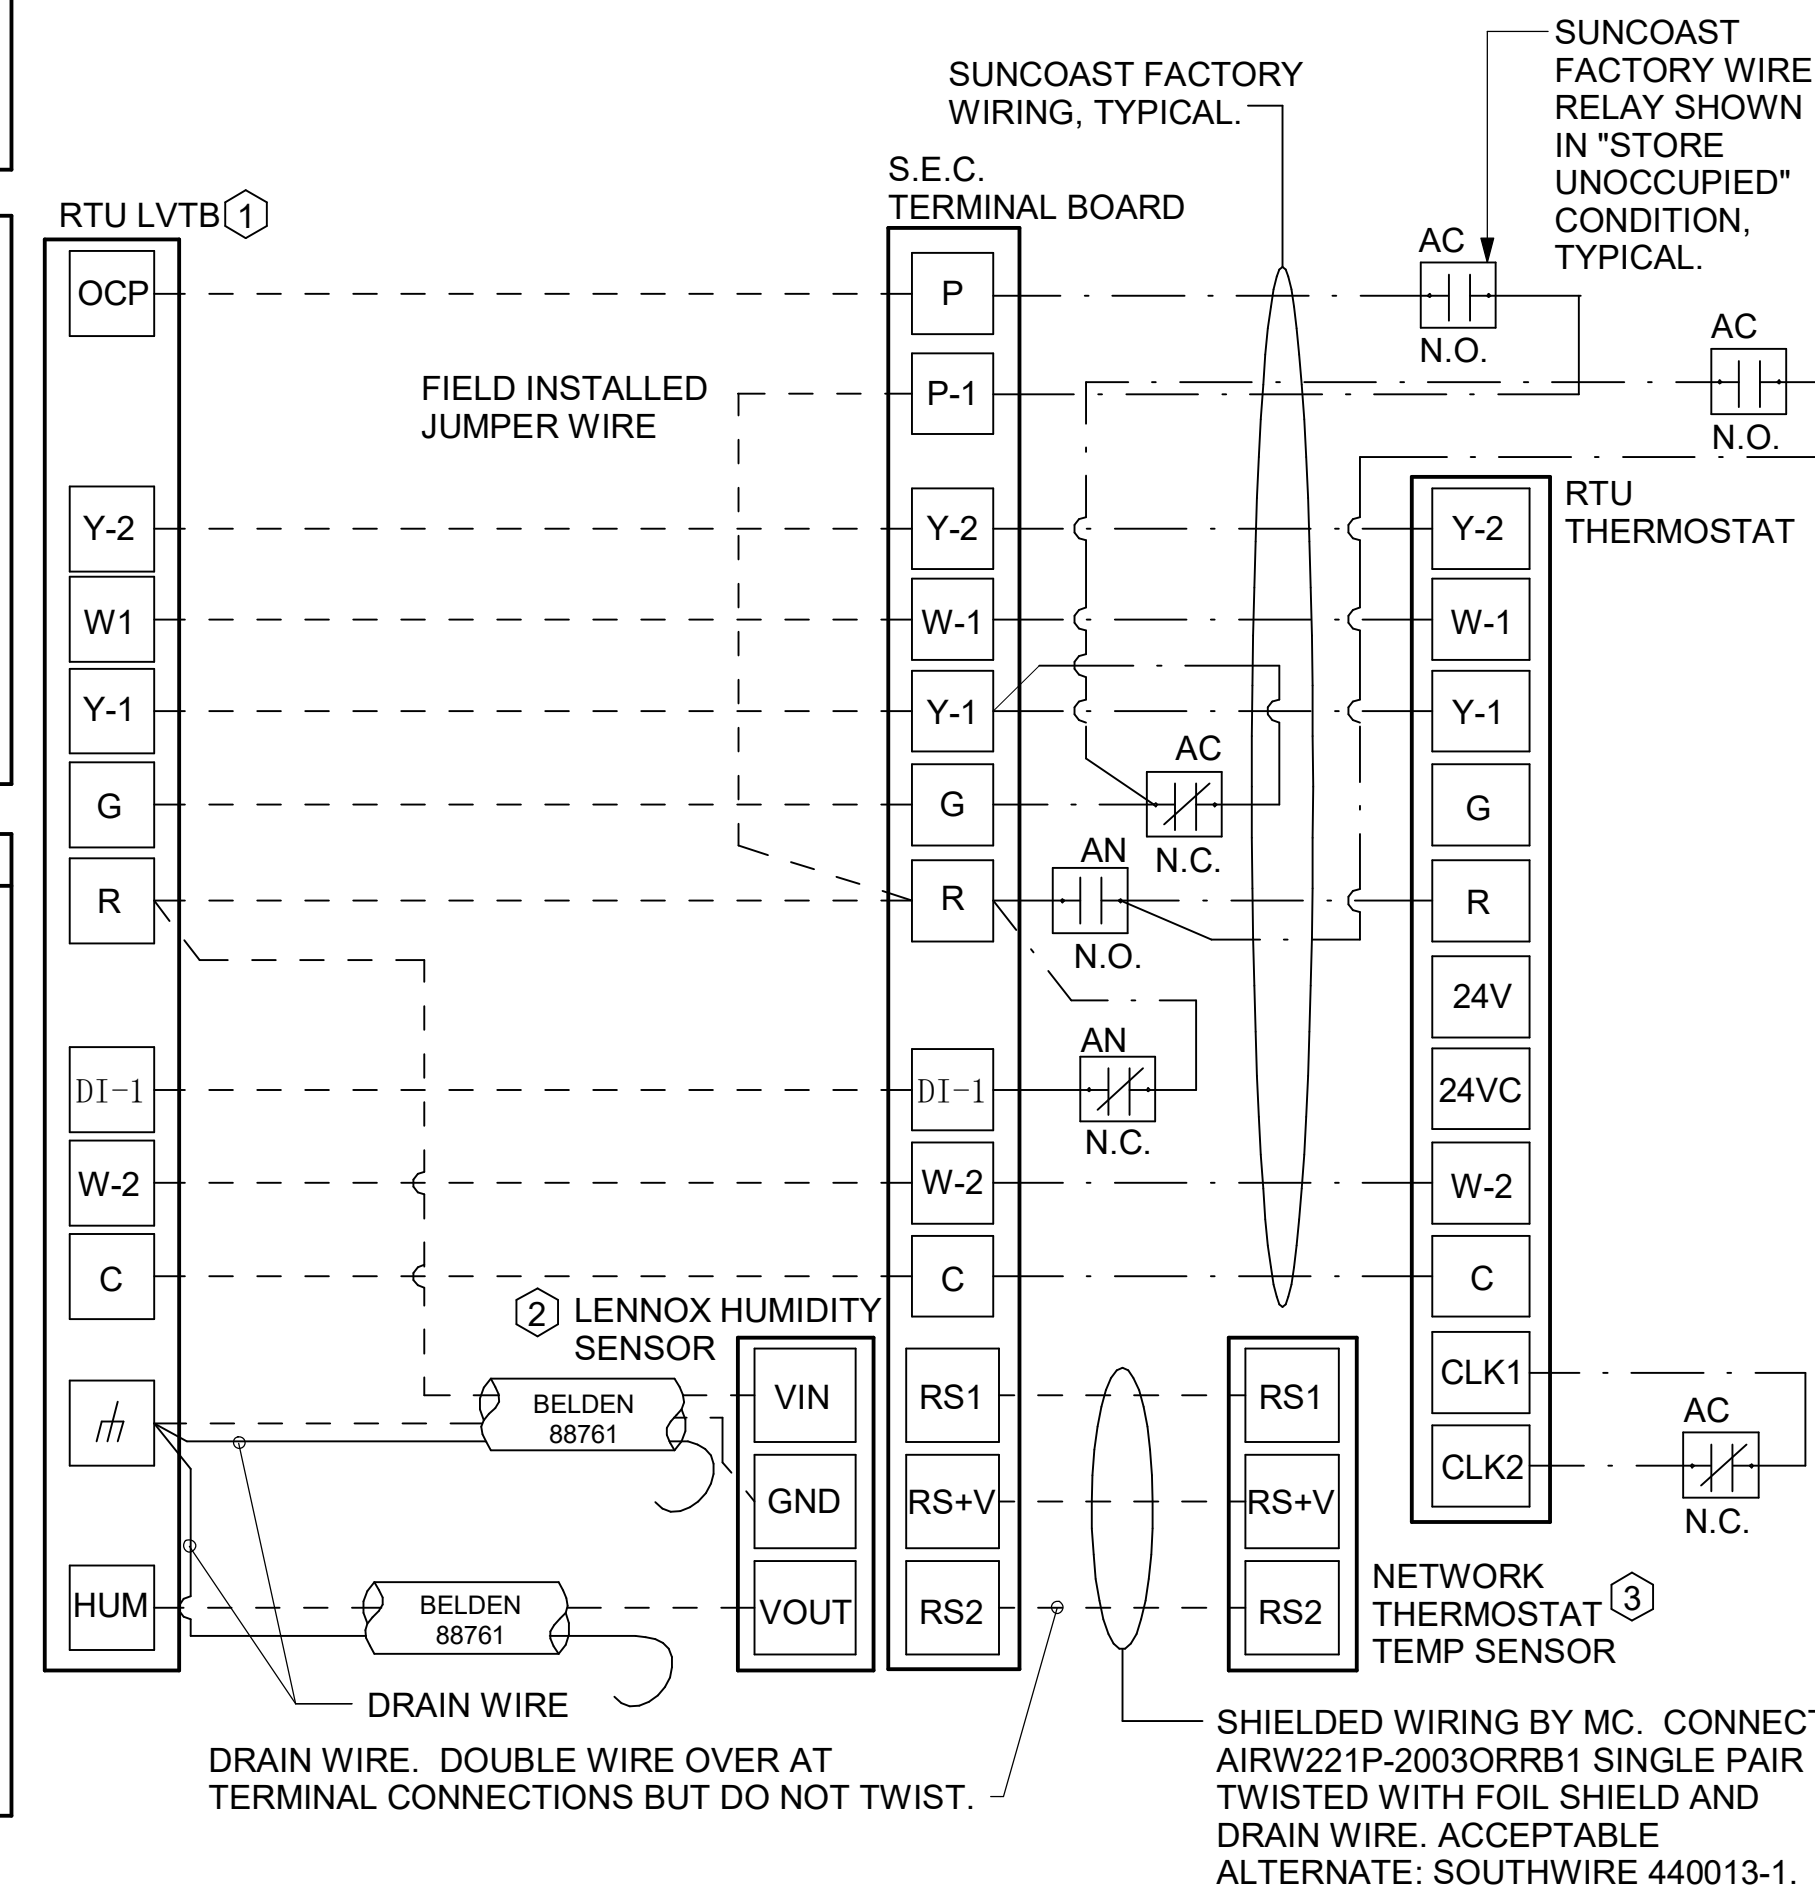 SUNCOAST FACTORY
WIRING, TYPICAL.
SUNCOAST
FACTORY WIRE
RELAY SHOWN
IN "STORE
UNOCCUPIED"
CONDITION,
TYPICAL.
RTU LVTB 1
S.E.C.
TERMINAL BOARD
AC
N.O.
AC
N.O.
FIELD INSTALLED
JUMPER WIRE
OCP
Y-2
W1
Y-1
G
R
DI-1
W-2
C
HUM
P
P-1
Y-2
W-1
Y-1
G
R
DI-1
W-2
C
RS1
RS+V
RS2
AC
N.C.
AN
N.O.
AN
N.C.
RTU
THERMOSTAT
Y-2
W-1
Y-1
G
R
24V
24VC
W-2
C
CLK1
CLK2
AC
N.C.
2 LENNOX HUMIDITY
SENSOR
VIN
GND
VOUT
BELDEN
88761
BELDEN
88761
RS1
RS+V
RS2
NETWORK
THERMOSTAT 3
TEMP SENSOR
DRAIN WIRE
DRAIN WIRE. DOUBLE WIRE OVER AT
TERMINAL CONNECTIONS BUT DO NOT TWIST.
SHIELDED WIRING BY MC. CONNECT
AIRW221P-2003ORRB1 SINGLE PAIR
TWISTED WITH FOIL SHIELD AND
DRAIN WIRE. ACCEPTABLE
ALTERNATE: SOUTHWIRE 440013-1.